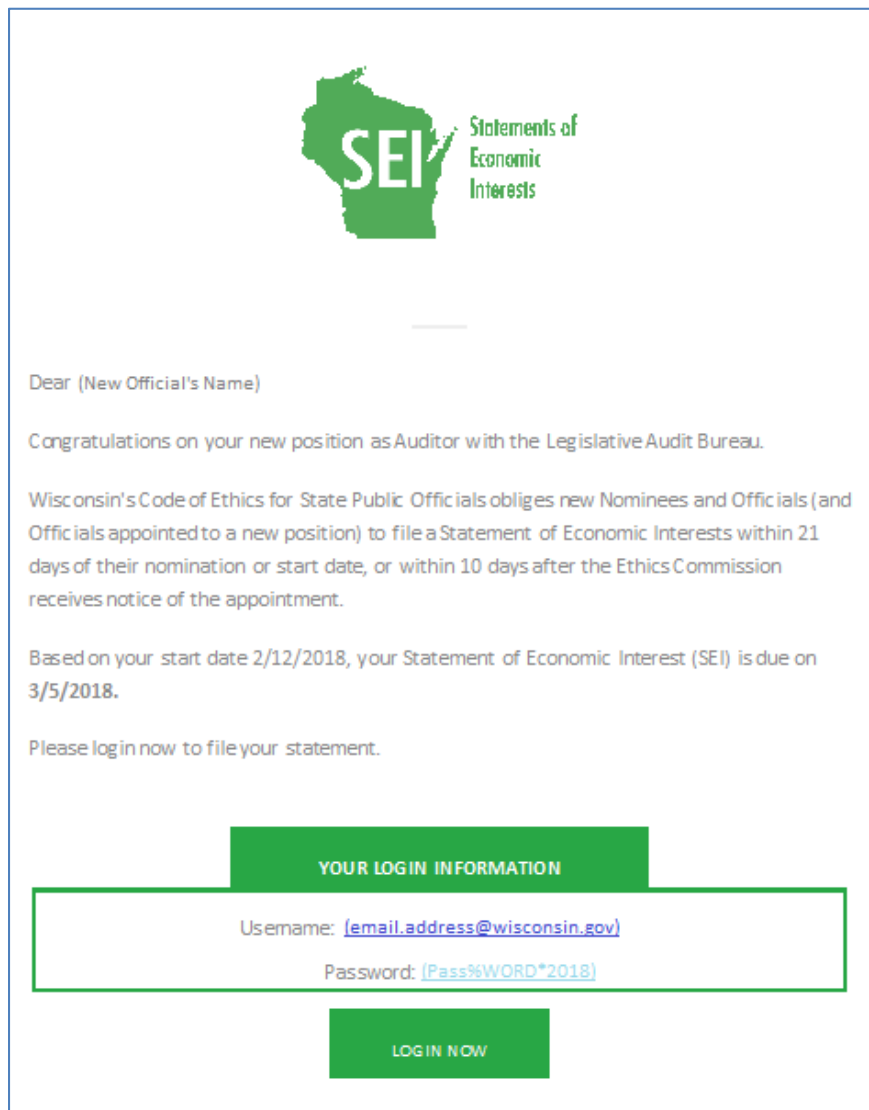 SEI
Statements of
Economic
Interests
Dear (New Official's Name)
Congratulations on your new position as Auditor with the Legislative Audit Bureau.
Wisconsin's Code of Ethics for State Public Officials obliges new Nominees and Officials (and
Officials appointed to a new position) to file a Statement of Economic Interests within 21
days of their nomination or start date, or within 10 days after the Ethics Commission
receives notice of the appointment.
Based on your start date 2/12/2018, your Statement of Economic Interest (SEI) is due on
3/5/2018.
Please login now to file your statement.
YOUR LOGIN INFORMATION
Username: (email.address@wisconsin.gov)
Password: (Pass%WORD*2018)
LOGIN NOW